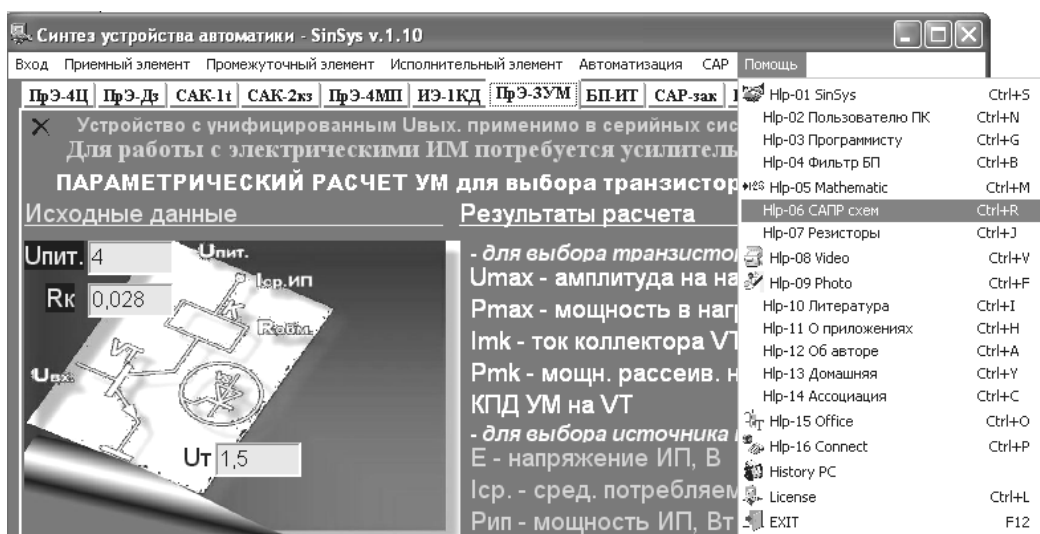 Синтез устройства автоматики - SinSys v.1.10
Вход Приемный элемент Промежуточный элемент Исполнительный элемент Автоматизация САР Помощь
ПрЭ-4Ц ПрЭ-Дз САК-1t САК-2кз ПрЭ-4МП ИЭ-1КД ПрЭ-3УМ БП-ИТ САР-зак
Устройство с унифицированным Uвых. применимо в серийных сис
Для работы с электрическими ИМ потребуется усилитель
ПАРАМЕТРИЧЕСКИЙ РАСЧЕТ УМ для выбора транзистор
Исходные данные
Uпит. 4
Rк 0,028
Uпит.
Iср.ИП
Rобм.
VT
Uвх.
Uт 1,5
Результаты расчета
- для выбора транзистор
Umax - амплитуда на на
Pmax - мощность в наг
Imk - ток коллектора VT
Pmk - мощн. рассеив. н
КПД УМ на VT
- для выбора источника
E - напряжение ИП, В
Iср. - сред. потребляем
Рип - мощность ИП, Вт
Hlp-01 SinSys Ctrl+S
Hlp-02 Пользователю ПК Ctrl+N
Hlp-03 Программисту Ctrl+G
Hlp-04 Фильтр БП Ctrl+B
Hlp-05 Mathematic Ctrl+M
Hlp-06 САПР схем Ctrl+R
Hlp-07 Резисторы Ctrl+J
Hlp-08 Video Ctrl+V
Hlp-09 Photo Ctrl+F
Hlp-10 Литература Ctrl+I
Hlp-11 О приложениях Ctrl+H
Hlp-12 Об авторе Ctrl+A
Hlp-13 Домашняя Ctrl+Y
Hlp-14 Ассоциация Ctrl+C
Hlp-15 Office Ctrl+O
Hlp-16 Connect Ctrl+P
History PC
License Ctrl+L
EXIT F12